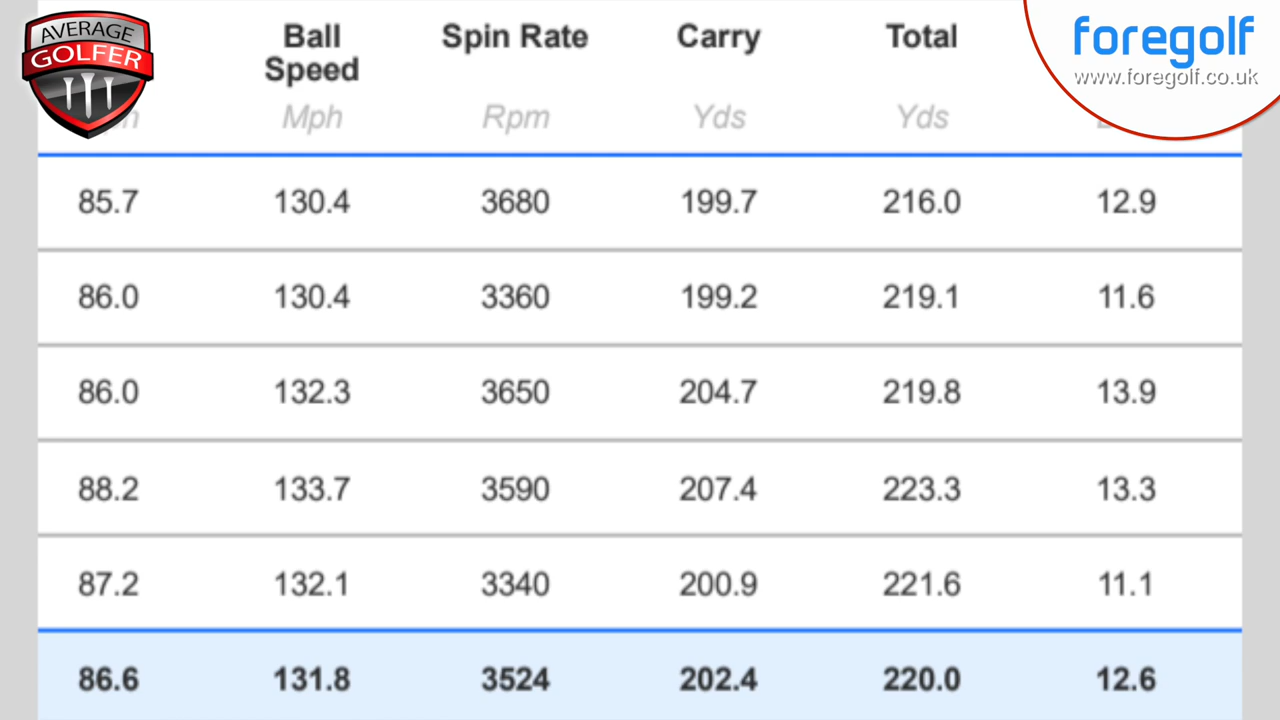 AVERAGE
GOLFER
Ball
Speed
Spin Rate
Carry
Total
foregolf
www.foregolf.co.uk
Mph
Rpm
Yds
Yds
85.7 130.4 3680 199.7 216.0 12.9
86.0 130.4 3360 199.2 219.1 11.6
86.0 132.3 3650 204.7 219.8 13.9
88.2 133.7 3590 207.4 223.3 13.3
87.2 132.1 3340 200.9 221.6 11.1
86.6 131.8 3524 202.4 220.0 12.6